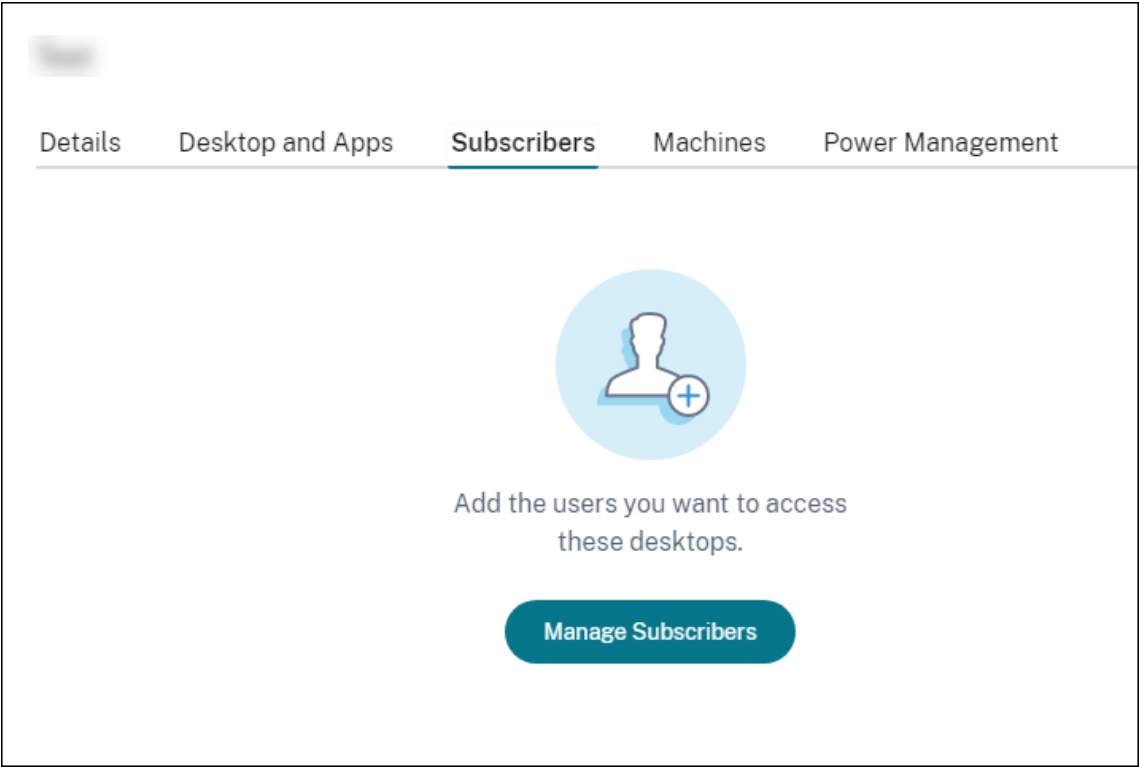 Details Desktop and Apps Subscribers Machines Power Management
Add the users you want to access
these desktops.
Manage Subscribers